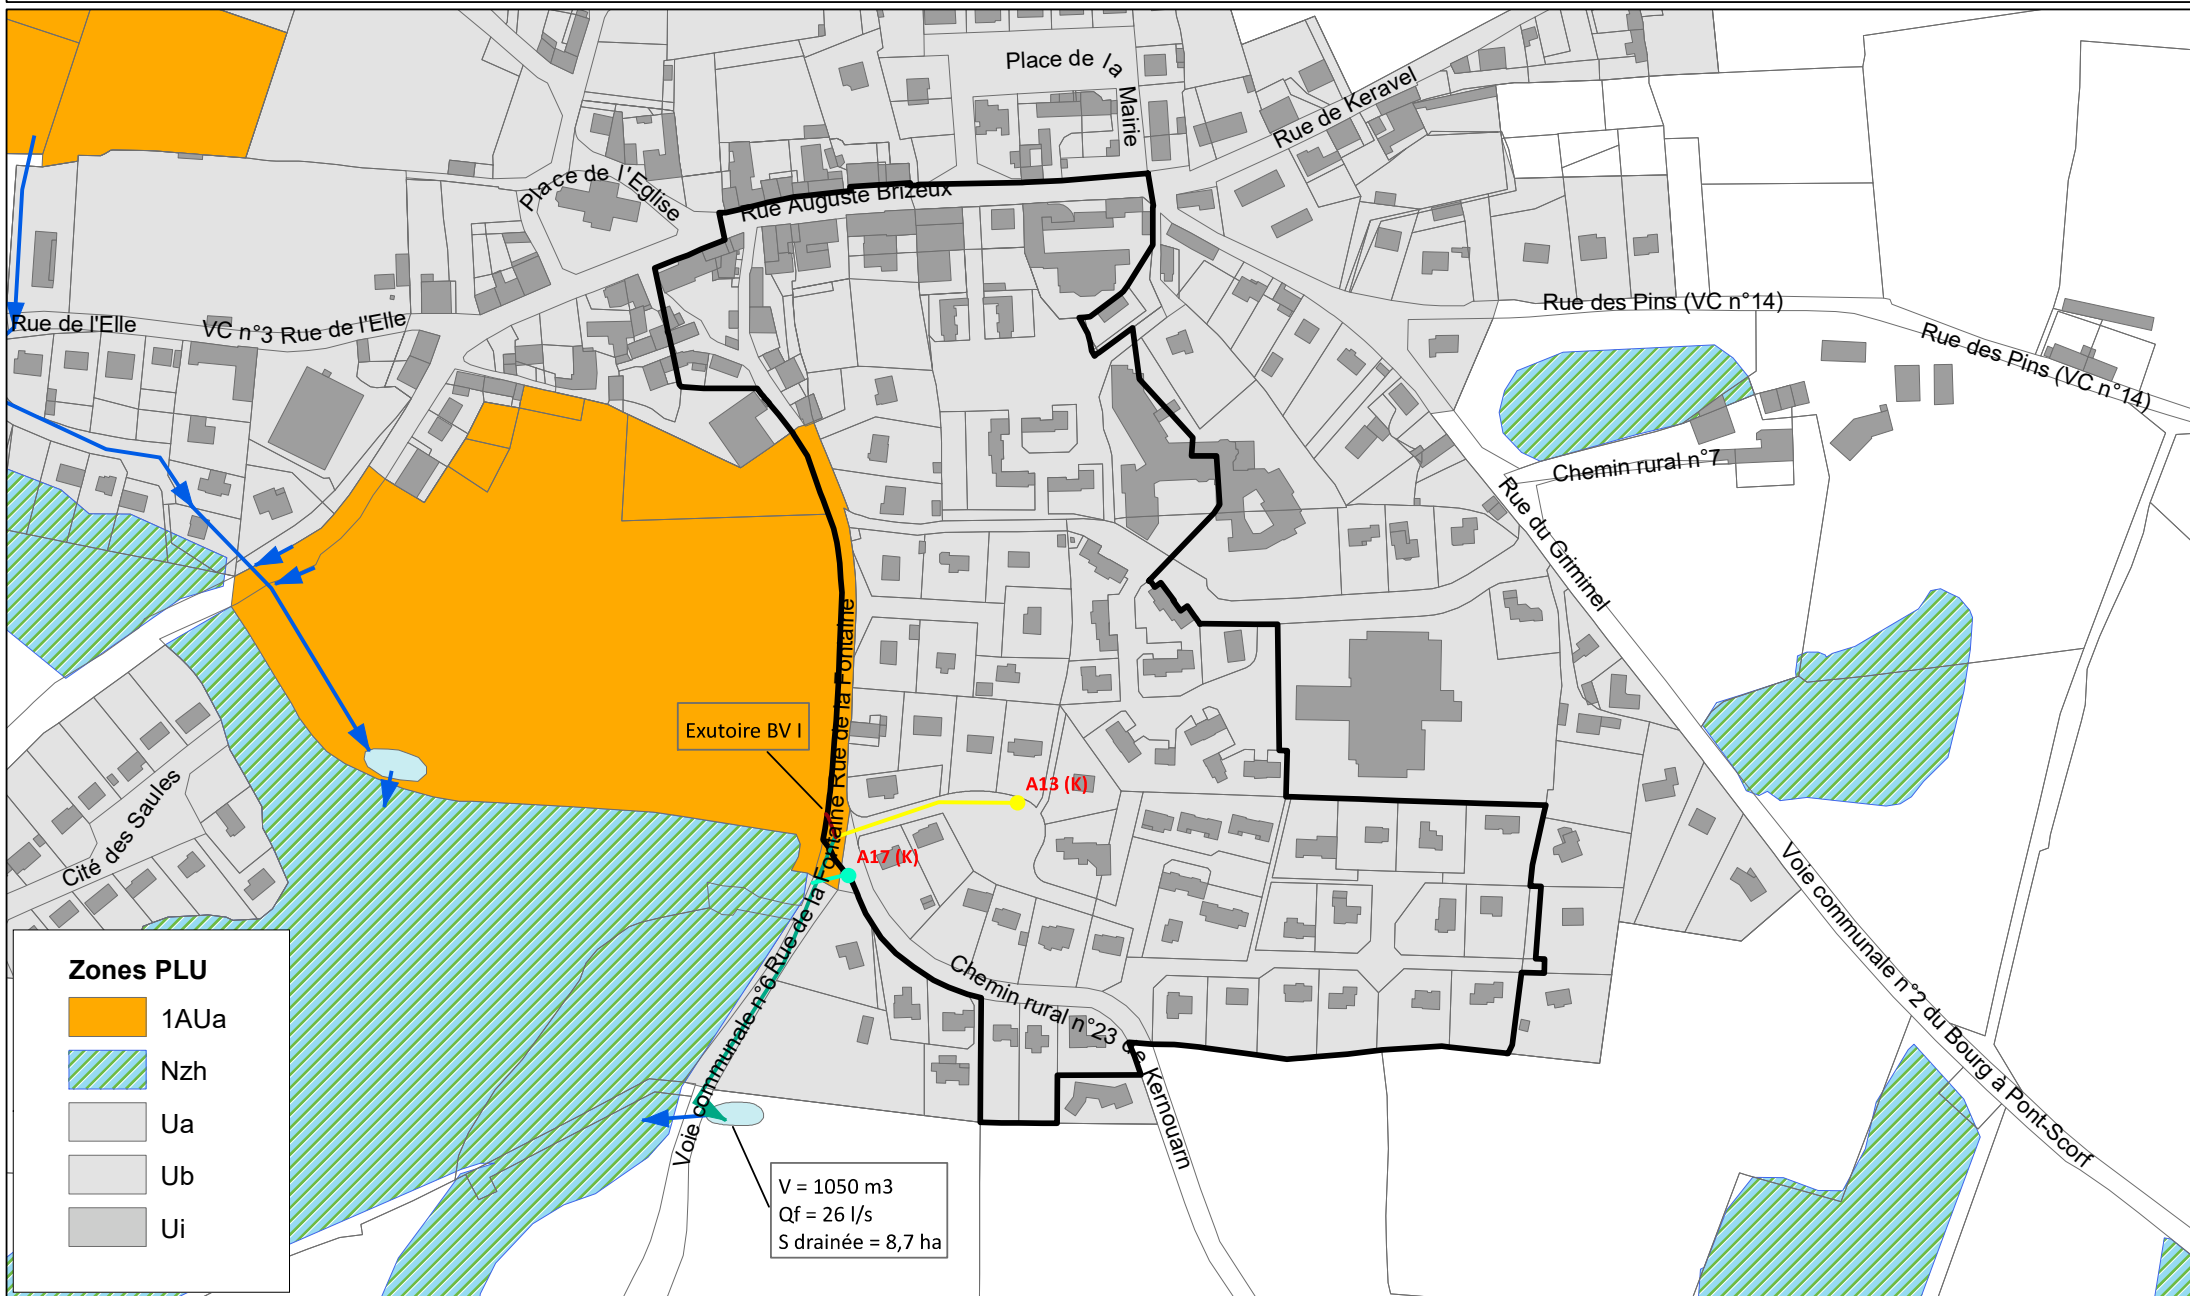 Place de la Mairie
Rue de Keravel
Place de l'Eglise
Rue Auguste Brizeux
Rue de l'Elle
VC n°3 Rue de l'Elle
Rue des Pins (VC n°14)
Rue des Pins (VC n°14)
Chemin rural n°7
Rue du Griminel
Rue de la Fontaine
Exutoire BV I
A13 (K)
A17 (K)
Cité des Saules
Voie communale n°6 Rue de la Fontaine
Chemin rural n°23 de Kernouarn
Voie communale n°2 du Bourg à Pont-Scorf
Zones PLU
1AUa
Nzh
Ua
Ub
Ui
V = 1050 m3
Qf = 26 l/s
S drainée = 8,7 ha